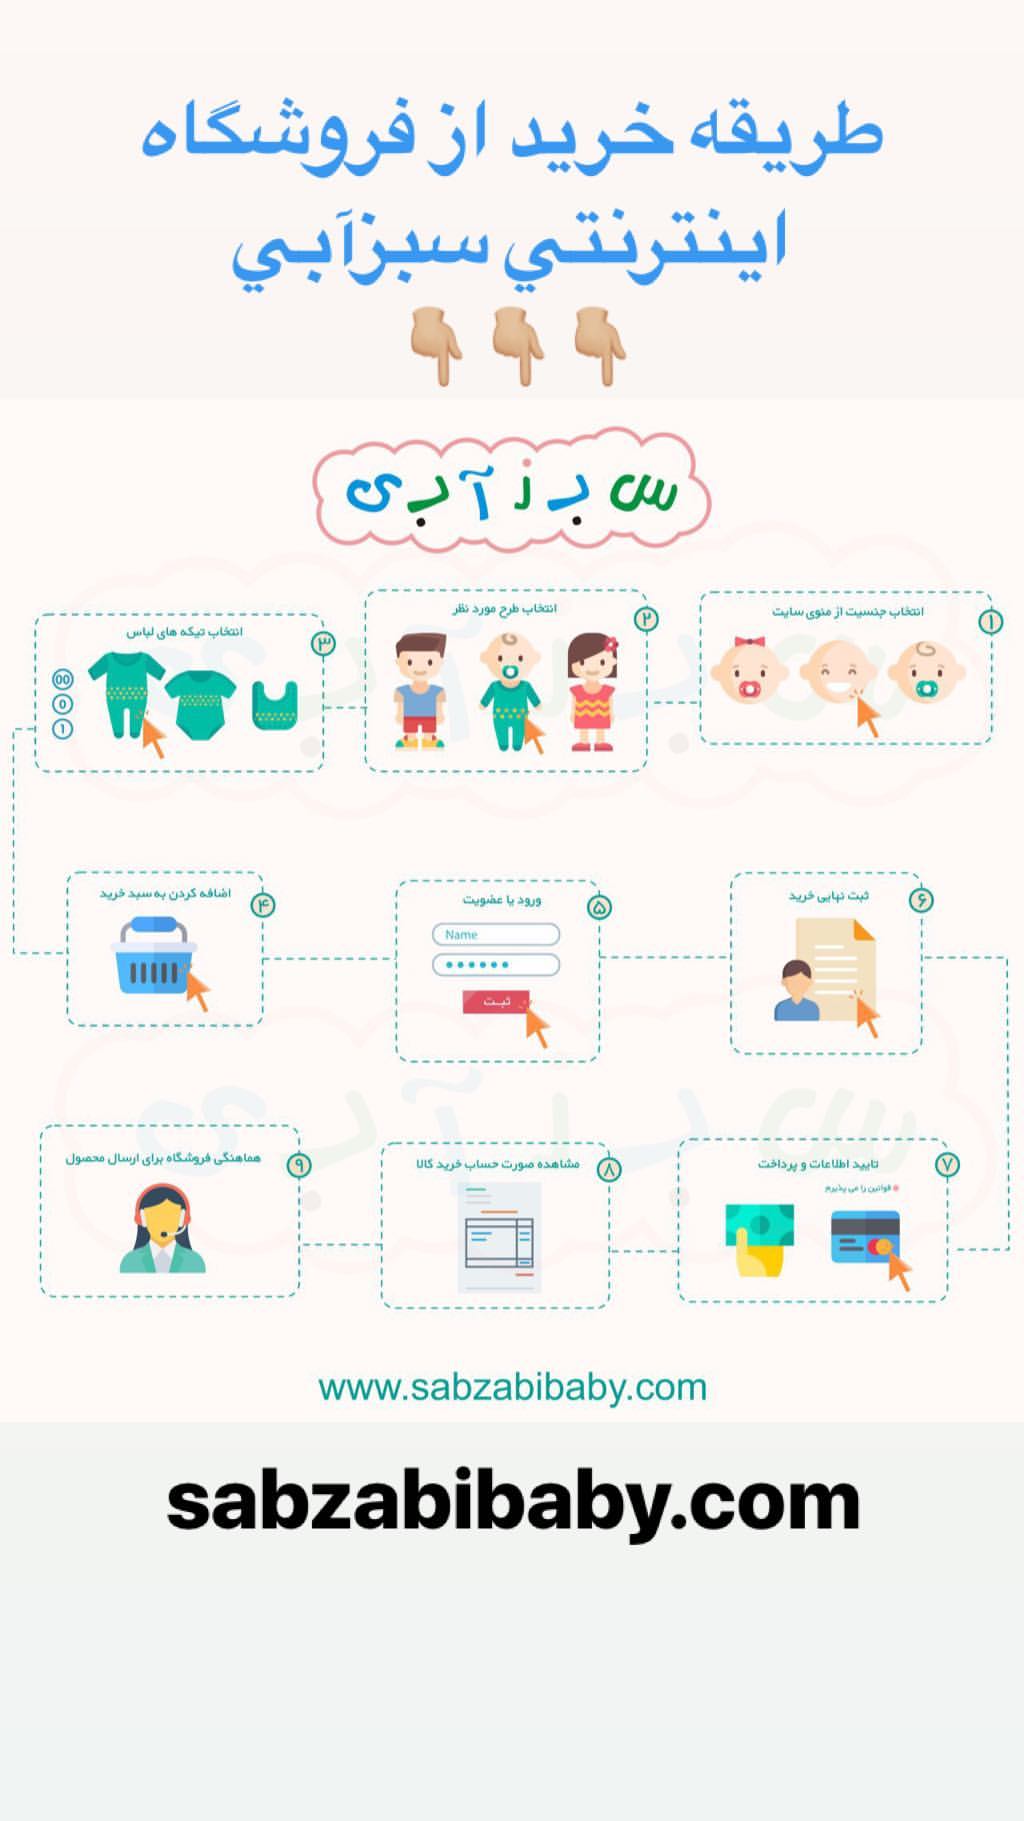 طريقه خريد از فروشگاه
اينترنتي سبزآبي
👇🏼👇🏼👇🏼
سبزآبی
۱
انتخاب جنسیت از منوی سایت
۲
انتخاب طرح مورد نظر
۳
انتخاب تیکه های لباس
00
0
1
۴
اضافه کردن به سبد خرید
۵
ورود یا عضویت
Name
ثبت
۶
ثبت نهایی خرید
۷
تایید اطلاعات و پرداخت
قوانین را می پذیرم
۸
مشاهده صورت حساب خرید کالا
۹
هماهنگی فروشگاه برای ارسال محصول
www.sabzabibaby.com
sabzabibaby.com